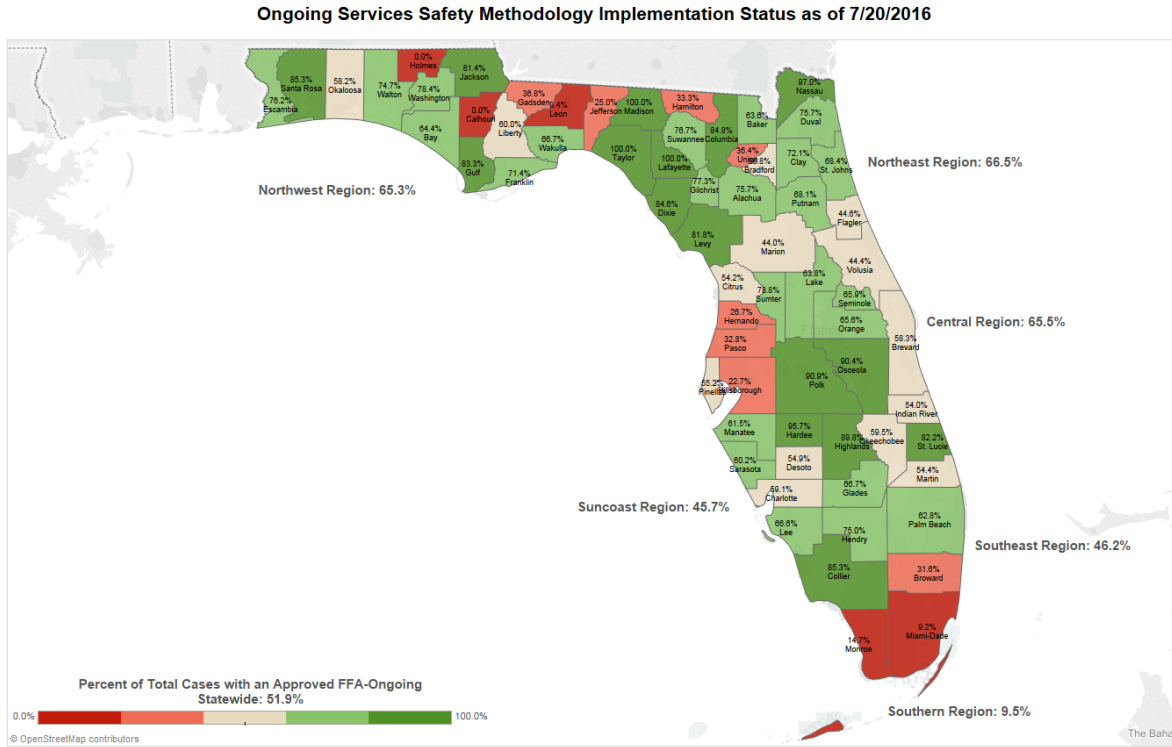 Ongoing Services Safety Methodology Implementation Status as of 7/20/2016
76.2%
Escambia
85.3%
Santa Rosa
58.2%
Okaloosa
74.7%
Walton
0.0%
Holmes
78.4%
Washington
81.4%
Jackson
64.4%
Bay
0.0%
Calhoun
83.3%
Gulf
60.0%
Liberty
36.8%
Gadsden
71.4%
Franklin
66.7%
Wakulla
Leon
25.0%
Jefferson
100.0%
Madison
100.0%
Taylor
33.3%
Hamilton
76.7%
Suwannee
100.0%
Lafayette
84.6%
Dixie
84.8%
Columbia
77.3%
Gilchrist
63.6%
Baker
36.4%
Union
Bradford
97.0%
Nassau
75.7%
Duval
72.1%
Clay
68.4%
St. Johns
75.7%
Alachua
68.1%
Putnam
81.8%
Levy
44.0%
Marion
44.6%
Flagler
44.4%
Volusia
54.2%
Citrus
Sumter
63.8%
Lake
65.9%
Seminole
65.6%
Orange
26.7%
Hernando
32.8%
Pasco
58.3%
Brevard
90.4%
Osceola
90.9%
Polk
22.7%
Hillsborough
55.2%
Pinellas
54.0%
Indian River
61.5%
Manatee
95.7%
Hardee
89.8%
Highlands
59.5%
Okeechobee
82.2%
St. Lucie
60.2%
Sarasota
54.9%
Desoto
54.4%
Martin
59.1%
Charlotte
66.7%
Glades
66.6%
Lee
75.0%
Hendry
62.8%
Palm Beach
85.3%
Collier
31.6%
Broward
14.7%
Monroe
9.2%
Miami-Dade
Northwest Region: 65.3%
Northeast Region: 66.5%
Central Region: 65.5%
Suncoast Region: 45.7%
Southeast Region: 46.2%
Southern Region: 9.5%
Percent of Total Cases with an Approved FFA-Ongoing
Statewide: 51.9%
0.0%
100.0%
© OpenStreetMap contributors
The Baha